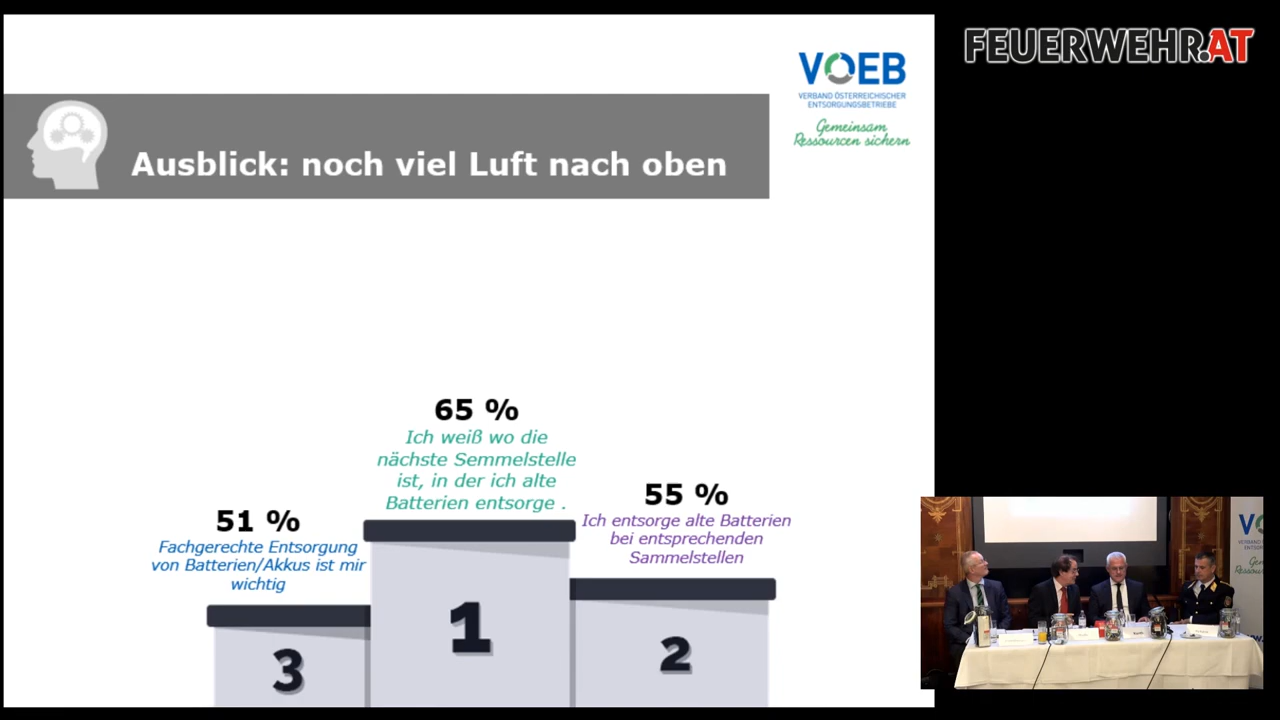 FEUERWEHR.AT
VOEB
VERBAND ÖSTERREICHISCHER
ENTSORGUNGSBETRIEBE
Gemeinsam
Ressourcen sichern
Ausblick: noch viel Luft nach oben
65 %
Ich weiß wo die
nächste Semmelstelle
ist, in der ich alte
Batterien entsorge .
55 %
Ich entsorge alte Batterien
bei entsprechenden
Sammelstellen
51 %
Fachgerechte Entsorgung
von Batterien/Akkus ist mir
wichtig
1
2
3